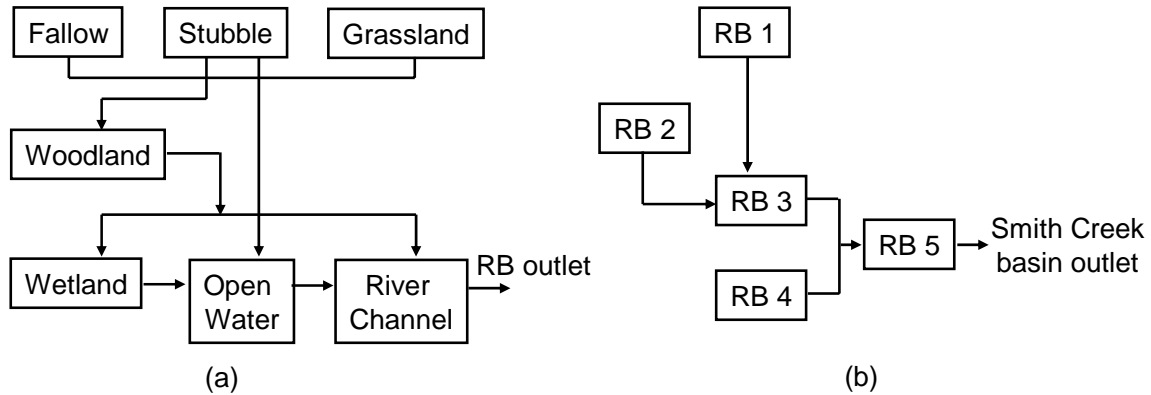 Fallow
Stubble
Grassland
Woodland
Wetland
Open
Water
River
Channel
RB outlet
(a)
RB 1
RB 2
RB 3
RB 4
RB 5
Smith Creek
basin outlet
(b)